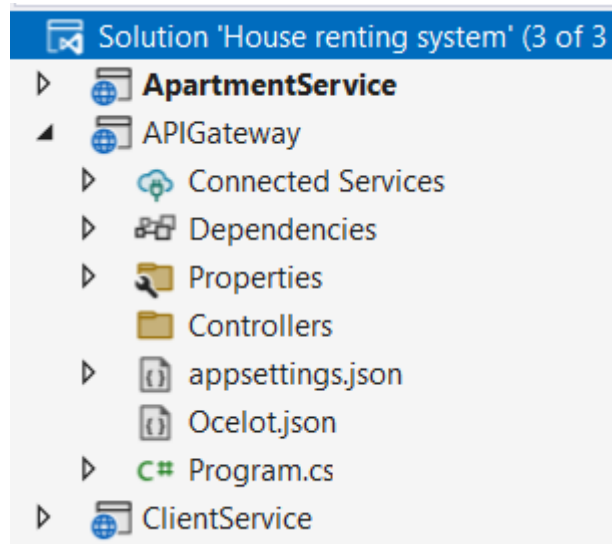 Solution 'House renting system' (3 of 3
ApartmentService
APIGateway
Connected Services
Dependencies
Properties
Controllers
appsettings.json
Ocelot.json
C# Program.cs
ClientService